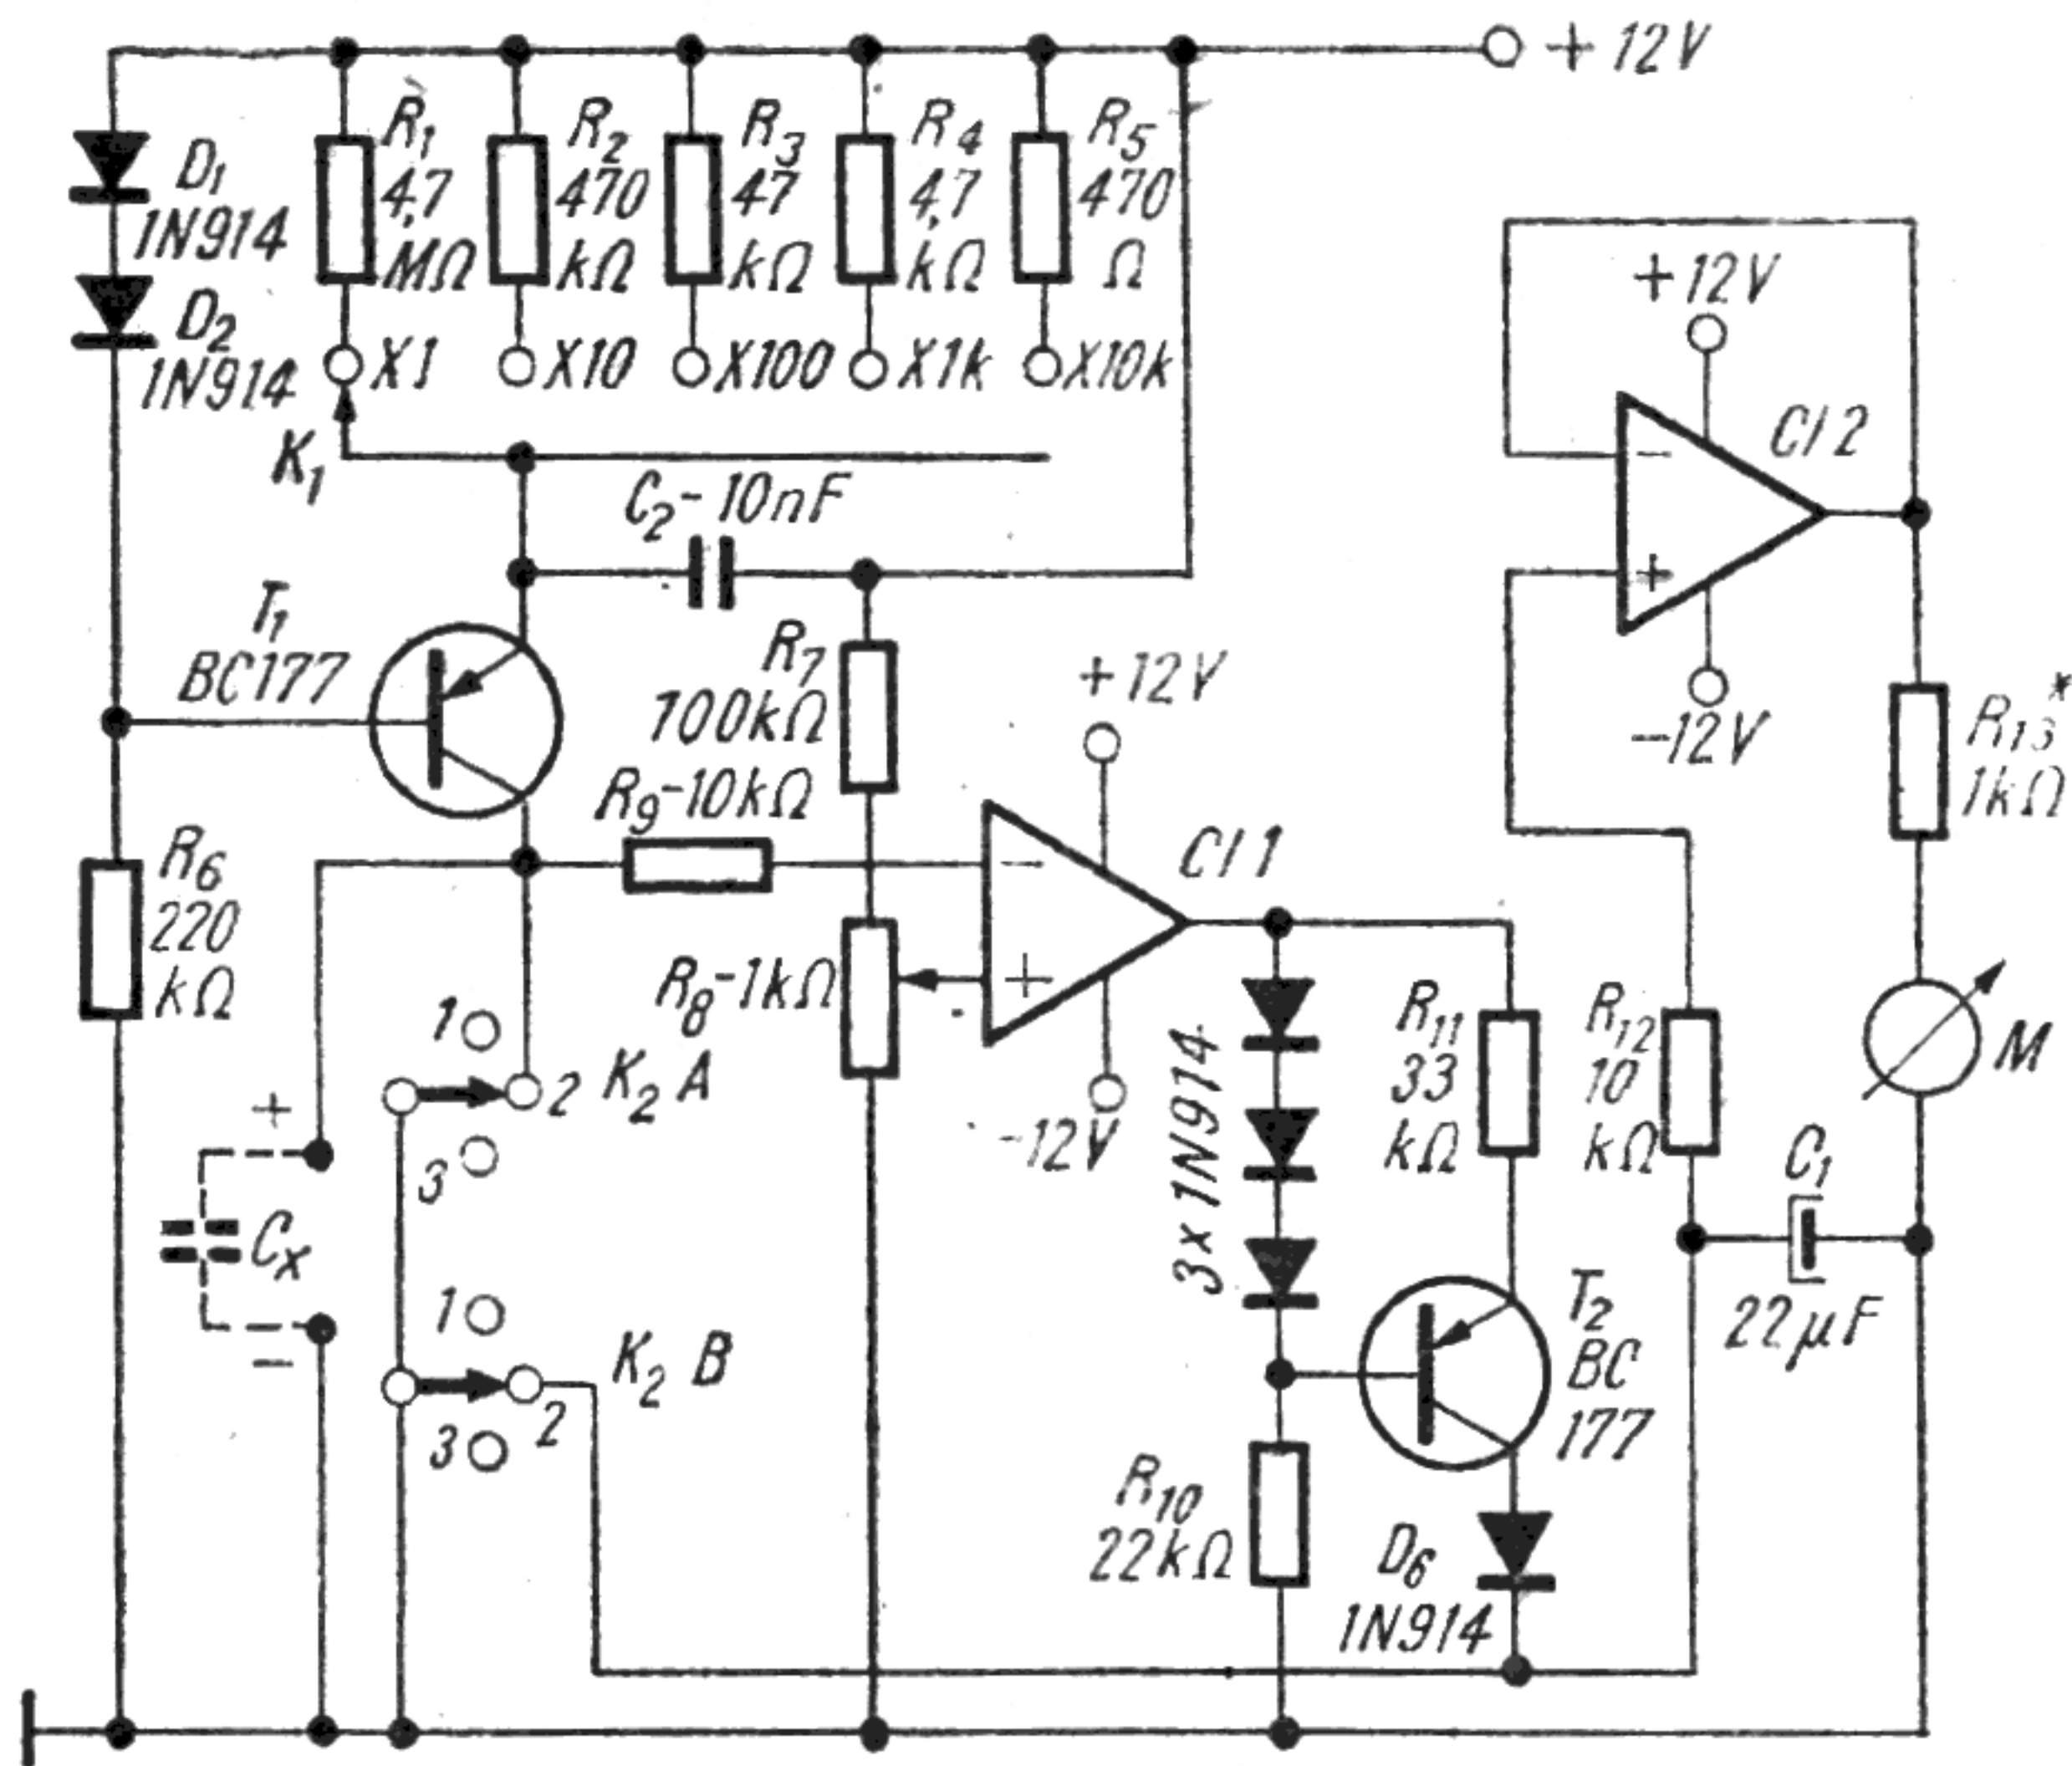 + 12V
D1
1N914
D2
1N914
R1
4,7
MΩ
R2
470
kΩ
R3
47
kΩ
R4
4,7
kΩ
R5
470
Ω
X1
X10
X100
X1k
X10k
K1
C2-10nF
T1
BC177
R7
100kΩ
R9-10kΩ
+12V
-
+
CI1
-12V
R8-1kΩ
R6
220
kΩ
+12V
-
+
CI2
-12V
R13*
1kΩ
M
1
2
3
K2 A
+
Cx
-
1
2
3
K2 B
3x1N914
R11
33
kΩ
R12
10
kΩ
C1
22µF
T2
BC
177
R10
22kΩ
D6
1N914